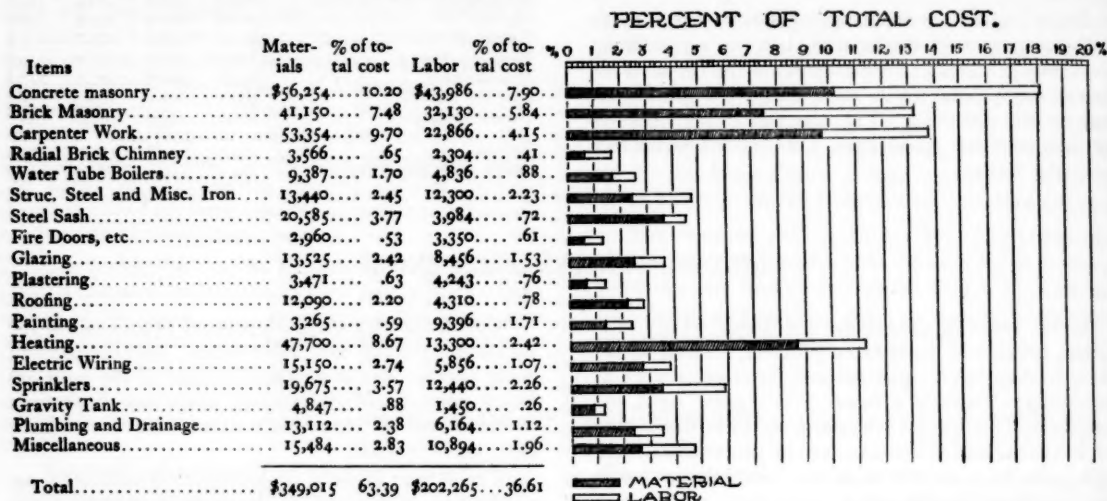 PERCENT OF TOTAL COST.
Items Mater- ials % of to- tal cost Labor % of to- tal cost
% 0 1 2 3 4 5 6 7 8 9 10 11 12 13 14 15 16 17 18 19 20%
Concrete masonry $56,254 10.20 $43,986 7.90
Brick Masonry 41,150 7.48 32,130 5.84
Carpenter Work 53,354 9.70 22,866 4.15
Radial Brick Chimney 3,566 .65 2,304 .41
Water Tube Boilers 9,387 1.70 4,836 .88
Struc. Steel and Misc. Iron 13,440 2.45 12,300 2.23
Steel Sash 20,585 3.77 3,984 .72
Fire Doors, etc. 2,960 .53 3,350 .61
Glazing 13,525 2.42 8,456 1.53
Plastering 3,471 .63 4,243 .76
Roofing 12,090 2.20 4,310 .78
Painting 3,265 .59 9,396 1.71
Heating 47,700 8.67 13,300 2.42
Electric Wiring 15,150 2.74 5,856 1.07
Sprinklers 19,675 3.57 12,440 2.26
Gravity Tank 4,847 .88 1,450 .26
Plumbing and Drainage 13,112 2.38 6,164 1.12
Miscellaneous 15,484 2.83 10,894 1.96
Total $349,015 63.39 $202,265 36.61
MATERIAL
LABOR